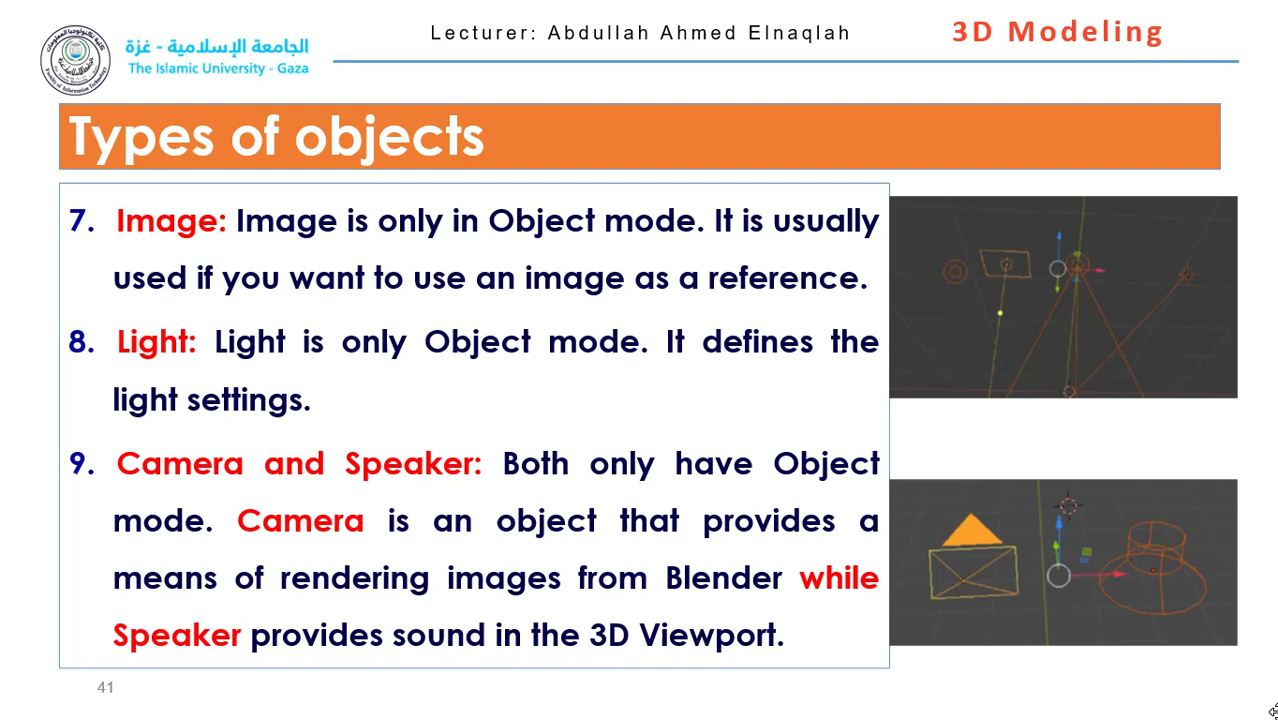 الجامعة الإسلامية - غزة
The Islamic University - Gaza
Lecturer: Abdullah Ahmed Elnaqlah
3D Modeling
Types of objects
7. Image: Image is only in Object mode. It is usually
used if you want to use an image as a reference.
8. Light: Light is only Object mode. It defines the
light settings.
9. Camera and Speaker: Both only have Object
mode. Camera is an object that provides a
means of rendering images from Blender while
Speaker provides sound in the 3D Viewport.
41